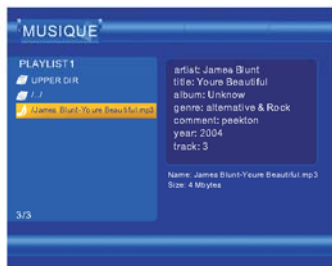 MUSIQUE
PLAYLIST1
UPPER DIR
/../
/James Blunt-Youre Beautiful.mp3
3/3
artist: James Blunt
title: Youre Beautiful
album: Unknow
genre: alternative & Rock
comment: peekton
year: 2004
track: 3
Name: James Blunt-Youre Beautiful.mp3
Size: 4 Mbytes